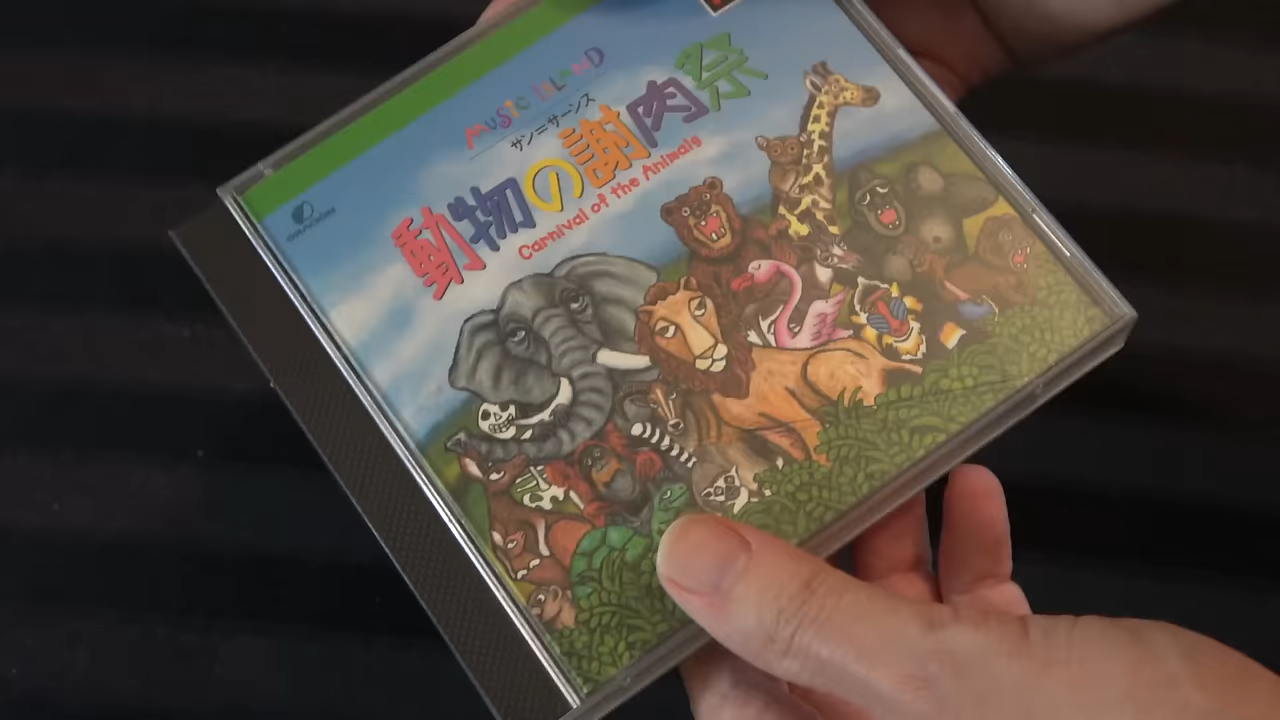 MUSIC ISLAND
サン=サーンス
動物の謝肉祭
Carnival of the Animals